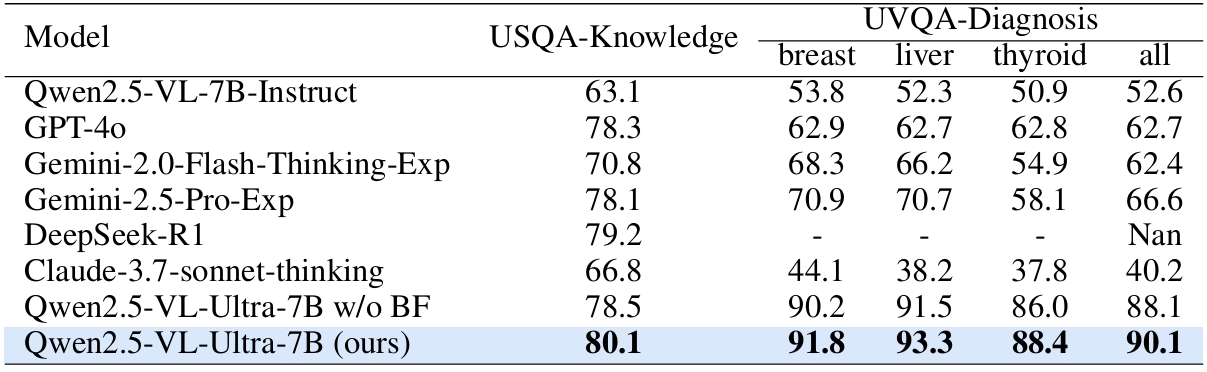 Model USQA-Knowledge UVQA-Diagnosis
breast liver thyroid all
Qwen2.5-VL-7B-Instruct 63.1 53.8 52.3 50.9 52.6
GPT-4o 78.3 62.9 62.7 62.8 62.7
Gemini-2.0-Flash-Thinking-Exp 70.8 68.3 66.2 54.9 62.4
Gemini-2.5-Pro-Exp 78.1 70.9 70.7 58.1 66.6
DeepSeek-R1 79.2 - - - Nan
Claude-3.7-sonnet-thinking 66.8 44.1 38.2 37.8 40.2
Qwen2.5-VL-Ultra-7B w/o BF 78.5 90.2 91.5 86.0 88.1
Qwen2.5-VL-Ultra-7B (ours) 80.1 91.8 93.3 88.4 90.1